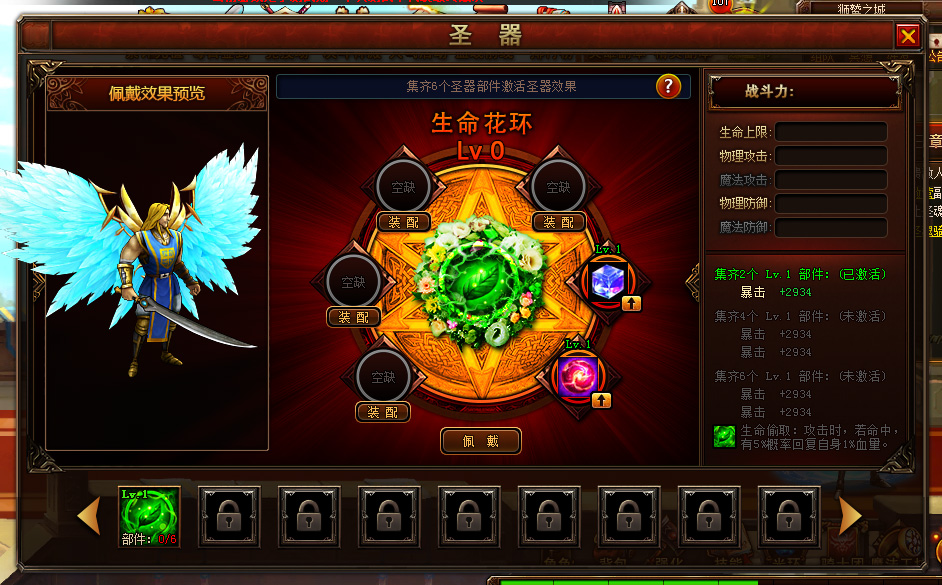 狮鹫之城
圣 器
佩戴效果预览
集齐6个圣器部件激活圣器效果
?
战斗力:
生命花环
Lv 0
生命上限:
物理攻击:
魔法攻击:
物理防御:
魔法防御:
空缺
空缺
装 配
装 配
Lv.1
空缺
装 配
Lv.1
空缺
装 配
佩 戴
集齐2个 Lv.1 部件: (已激活)
暴击 +2934
集齐4个 Lv.1 部件: (未激活)
暴击 +2934
暴击 +2934
集齐6个 Lv.1 部件: (未激活)
暴击 +2934
暴击 +2934
生命偷取: 攻击时, 若命中,
有5%概率回复自身1%血量。
Lv.1
部件: 0/6